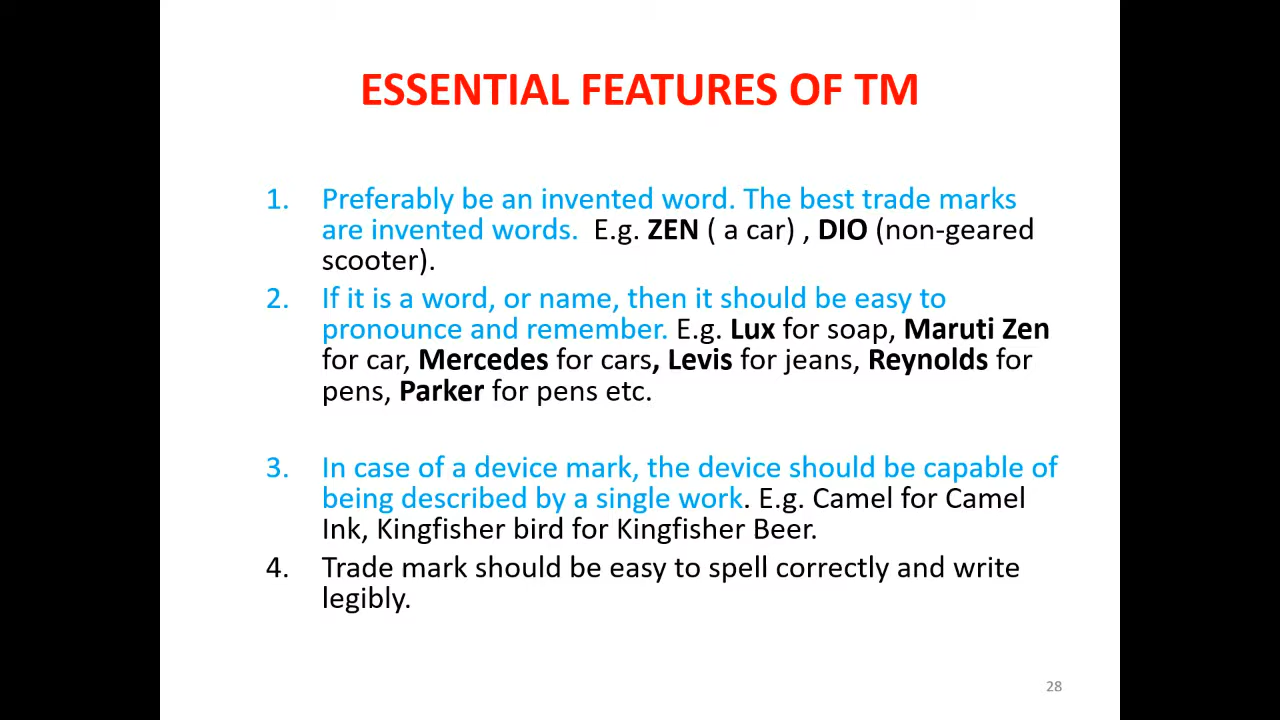 ESSENTIAL FEATURES OF TM
1. Preferably be an invented word. The best trade marks
are invented words. E.g. ZEN ( a car) , DIO (non-geared
scooter).
2. If it is a word, or name, then it should be easy to
pronounce and remember. E.g. Lux for soap, Maruti Zen
for car, Mercedes for cars, Levis for jeans, Reynolds for
pens, Parker for pens etc.
3. In case of a device mark, the device should be capable of
being described by a single work. E.g. Camel for Camel
Ink, Kingfisher bird for Kingfisher Beer.
4. Trade mark should be easy to spell correctly and write
legibly.
28